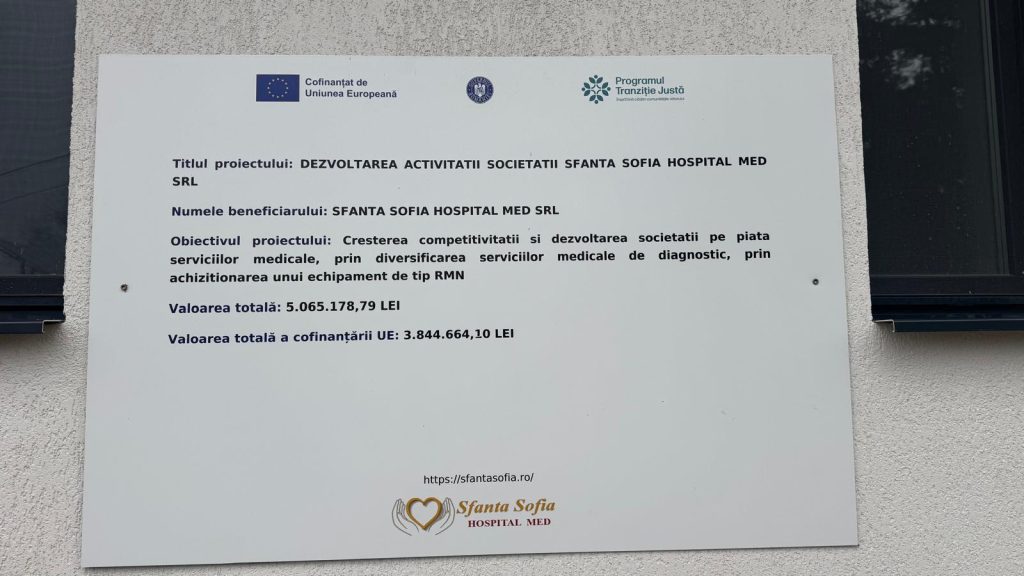 Cofinanțat de
Uniunea Europeană
Programul
Tranziție Justă
Titlul proiectului: DEZVOLTAREA ACTIVITATII SOCIETATII SFANTA SOFIA HOSPITAL MED
SRL
Numele beneficiarului: SFANTA SOFIA HOSPITAL MED SRL
Obiectivul proiectului: Cresterea competitivitatii si dezvoltarea societatii pe piata
serviciilor medicale, prin diversificarea serviciilor medicale de diagnostic, prin
achizitionarea unui echipament de tip RMN
Valoarea totală: 5.065.178,79 LEI
Valoarea totală a cofinanțării UE: 3.844.664,10 LEI
https://sfantasofia.ro/
Sfanta Sofia
HOSPITAL MED